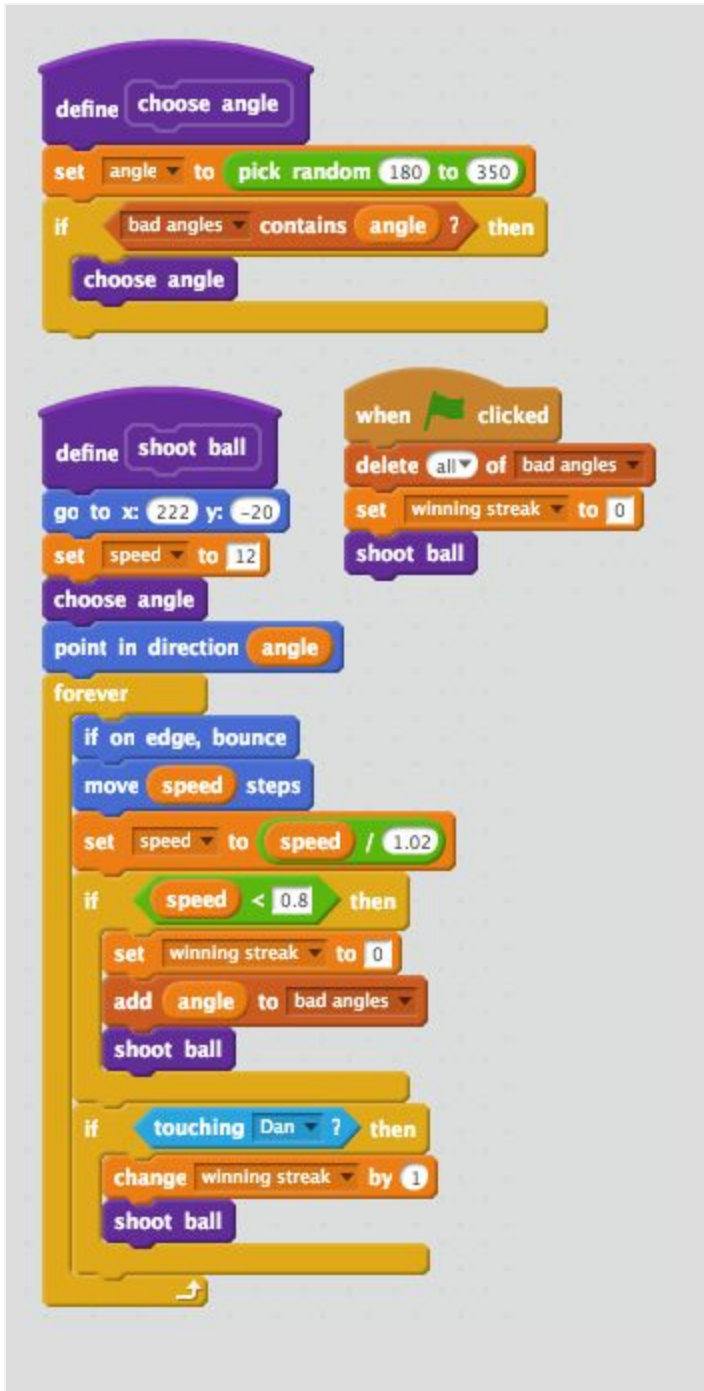 define choose angle
set angle to pick random 180 to 350
if bad angles contains angle ? then
choose angle
define shoot ball
go to x: 222 y: -20
set speed to 12
choose angle
point in direction angle
forever
if on edge, bounce
move speed steps
set speed to speed / 1.02
if speed < 0.8 then
set winning streak to 0
add angle to bad angles
shoot ball
if touching Dan ? then
change winning streak by 1
shoot ball
when clicked
delete all of bad angles
set winning streak to 0
shoot ball